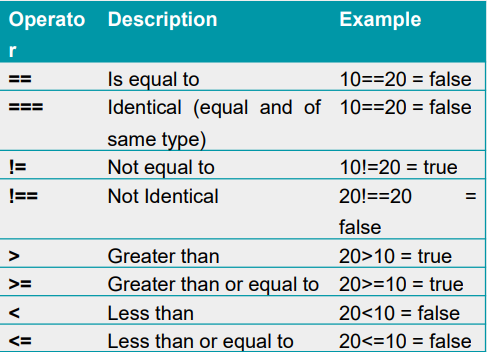 Operato Description Example
r
== Is equal to 10==20 = false
=== Identical (equal and of 10==20 = false
same type)
!= Not equal to 10!=20 = true
!== Not Identical 20!==20 =
false
> Greater than 20>10 = true
>= Greater than or equal to 20>=10 = true
< Less than 20<10 = false
<= Less than or equal to 20<=10 = false